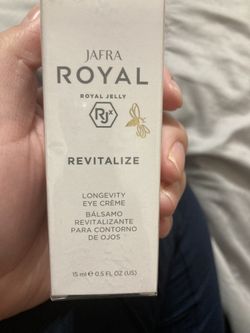 JAFRA
ROYAL
ROYAL JELLY
RJx
REVITALIZE
LONGEVITY
EYE CRÈME
BÁLSAMO
REVITALIZANTE
PARA CONTORNO
DE OJOS
15 ml ℮ 0.5 FL OZ (US)